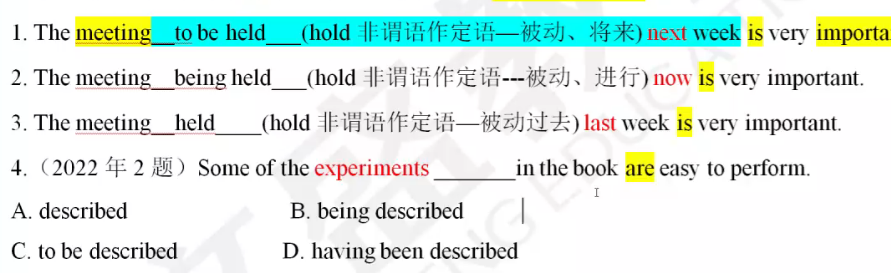 1. The meeting__to be held___(hold 非谓语作定语—被动、将来) next week is very importa
2. The meeting__being held___(hold 非谓语作定语---被动、进行) now is very important.
3. The meeting__held____(hold 非谓语作定语—被动过去) last week is very important.
4.（2022 年 2 题）Some of the experiments _______in the book are easy to perform.
A. described B. being described
C. to be described D. having been described